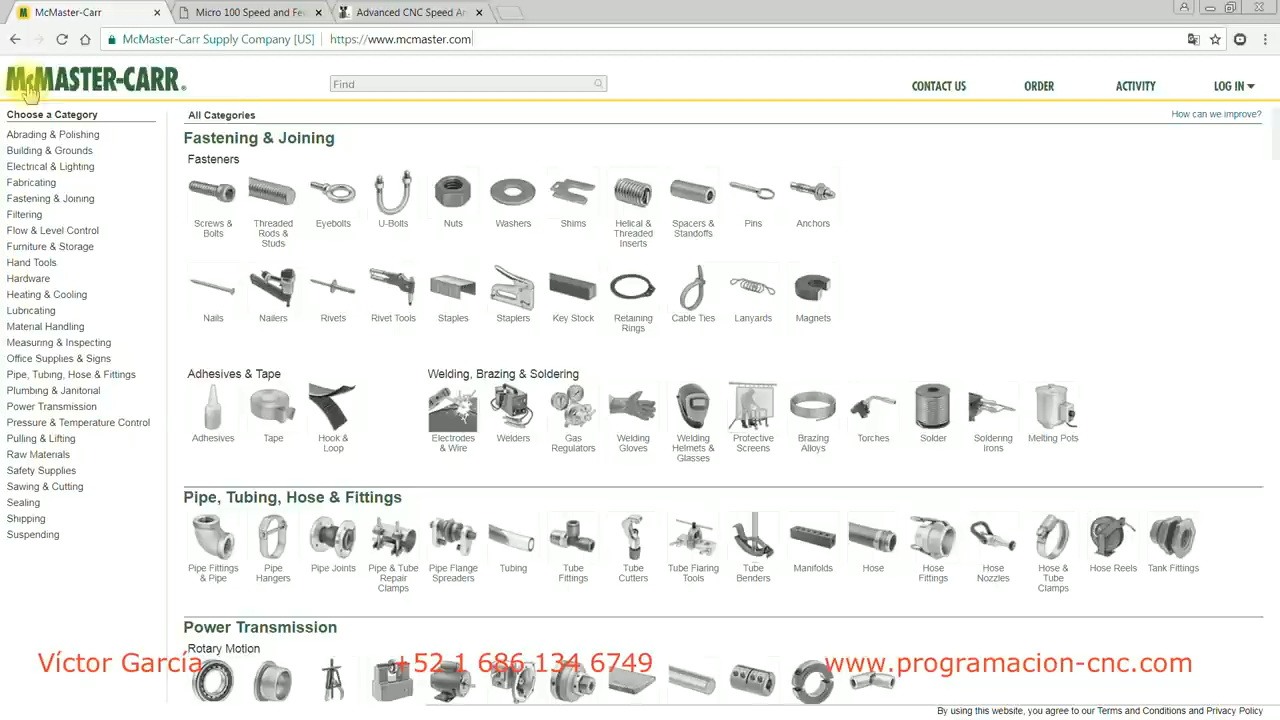 McMaster-Carr
Micro 100 Speed and Fee
Advanced CNC Speed An
McMaster-Carr Supply Company [US]
https://www.mcmaster.com
McMASTER-CARR®
Find
CONTACT US
ORDER
ACTIVITY
LOG IN
Choose a Category
Abrading & Polishing
Building & Grounds
Electrical & Lighting
Fabricating
Fastening & Joining
Filtering
Flow & Level Control
Furniture & Storage
Hand Tools
Hardware
Heating & Cooling
Lubricating
Material Handling
Measuring & Inspecting
Office Supplies & Signs
Pipe, Tubing, Hose & Fittings
Plumbing & Janitorial
Power Transmission
Pressure & Temperature Control
Pulling & Lifting
Raw Materials
Safety Supplies
Sawing & Cutting
Sealing
Shipping
Suspending
All Categories
How can we improve?
Fastening & Joining
Fasteners
Screws &
Bolts
Threaded
Rods &
Studs
Eyebolts
U-Bolts
Nuts
Washers
Shims
Helical &
Threaded
Inserts
Spacers &
Standoffs
Pins
Anchors
Nails
Nailers
Rivets
Rivet Tools
Staples
Staplers
Key Stock
Retaining
Rings
Cable Ties
Lanyards
Magnets
Adhesives & Tape
Adhesives
Tape
Hook &
Loop
Welding, Brazing & Soldering
Electrodes
& Wire
Welders
Gas
Regulators
Welding
Gloves
Welding
Helmets &
Glasses
Protective
Screens
Brazing
Alloys
Torches
Solder
Soldering
Irons
Melting Pots
Pipe, Tubing, Hose & Fittings
Pipe Fittings
& Pipe
Pipe
Hangers
Pipe Joints
Pipe & Tube
Repair
Clamps
Pipe Flange
Spreaders
Tubing
Tube
Fittings
Tube
Cutters
Tube Flaring
Tools
Tube
Benders
Manifolds
Hose
Hose
Fittings
Hose
Nozzles
Hose &
Tube
Clamps
Hose Reels
Tank Fittings
Power Transmission
Rotary Motion
Víctor García
+52 1 686 134 6749
www.programacion-cnc.com
By using this website, you agree to our Terms and Conditions and Privacy Policy